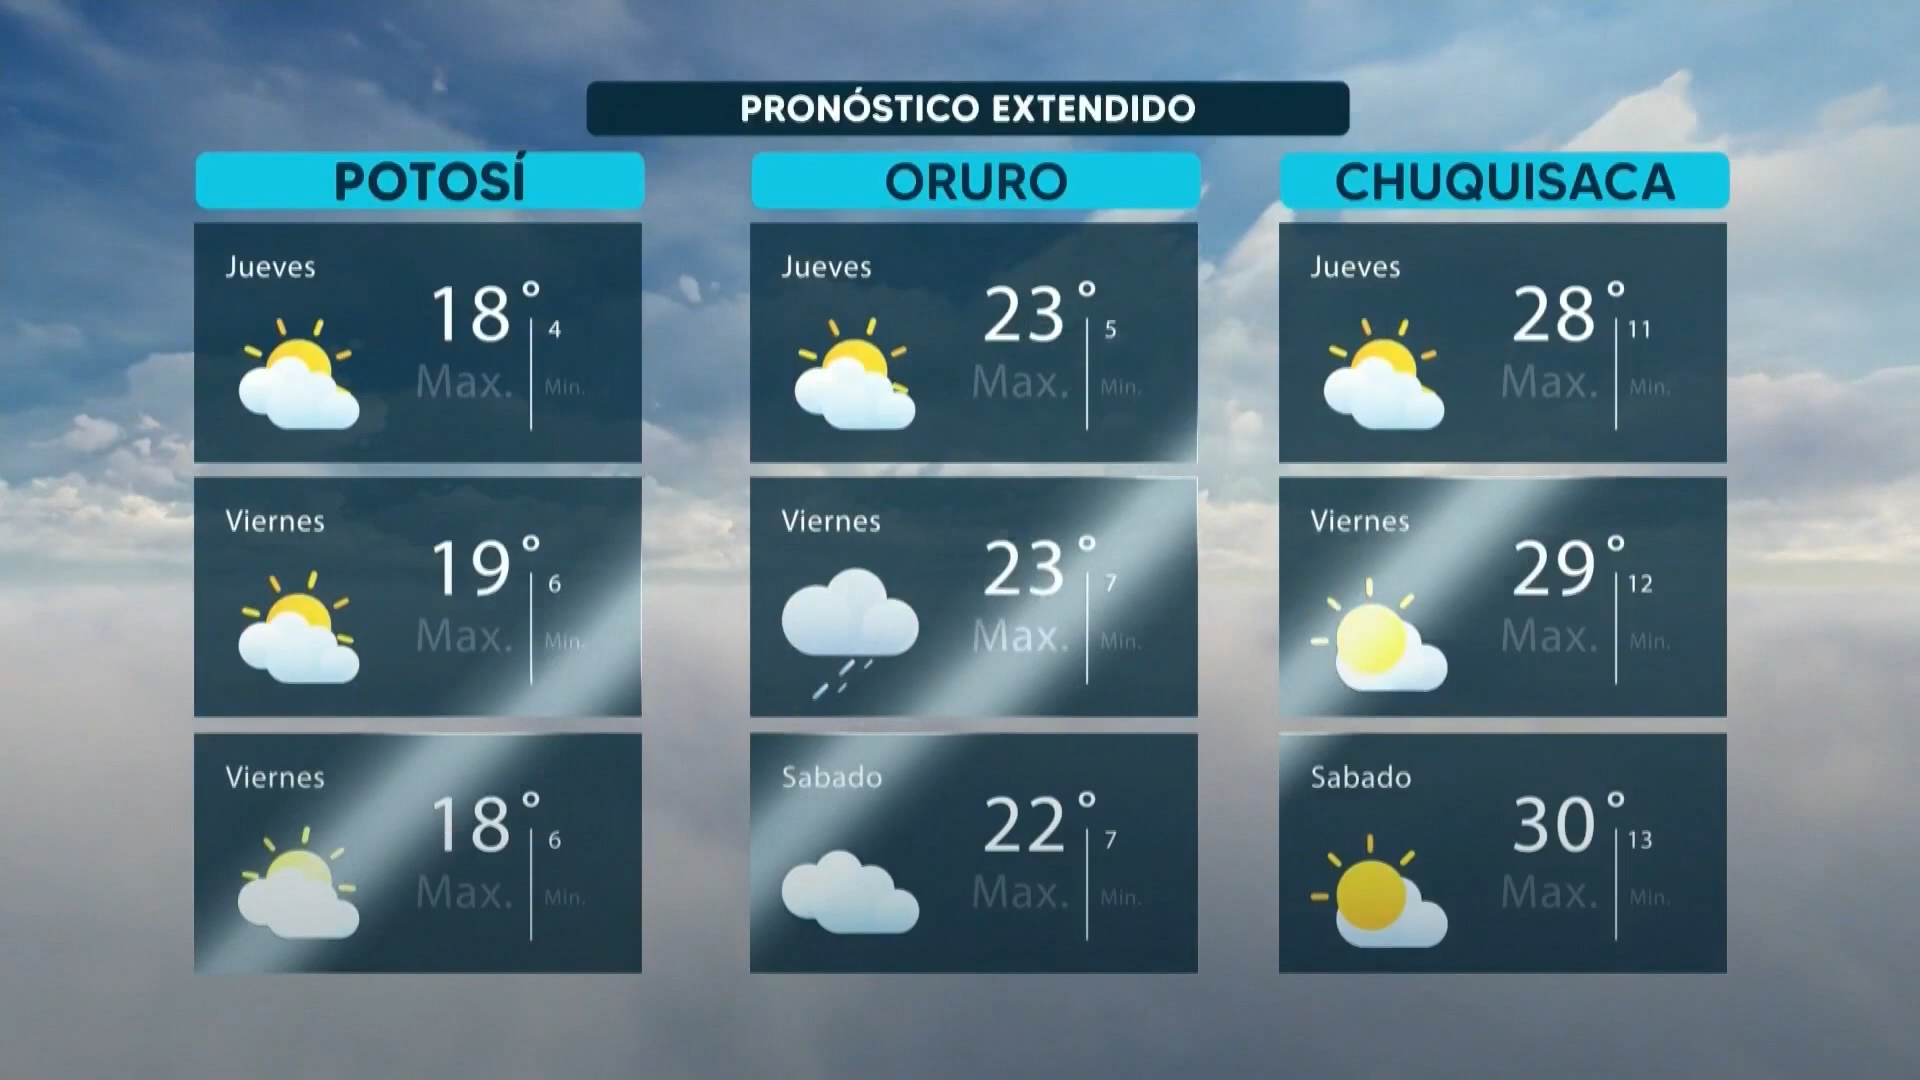 PRONÓSTICO EXTENDIDO
POTOSÍ
Jueves
18° 4
Max. Min.
Viernes
19° 6
Max. Min.
Viernes
18° 6
Max. Min.
ORURO
Jueves
23° 5
Max. Min.
Viernes
23° 7
Max. Min.
Sabado
22° 7
Max. Min.
CHUQUISACA
Jueves
28° 11
Max. Min.
Viernes
29° 12
Max. Min.
Sabado
30° 13
Max. Min.